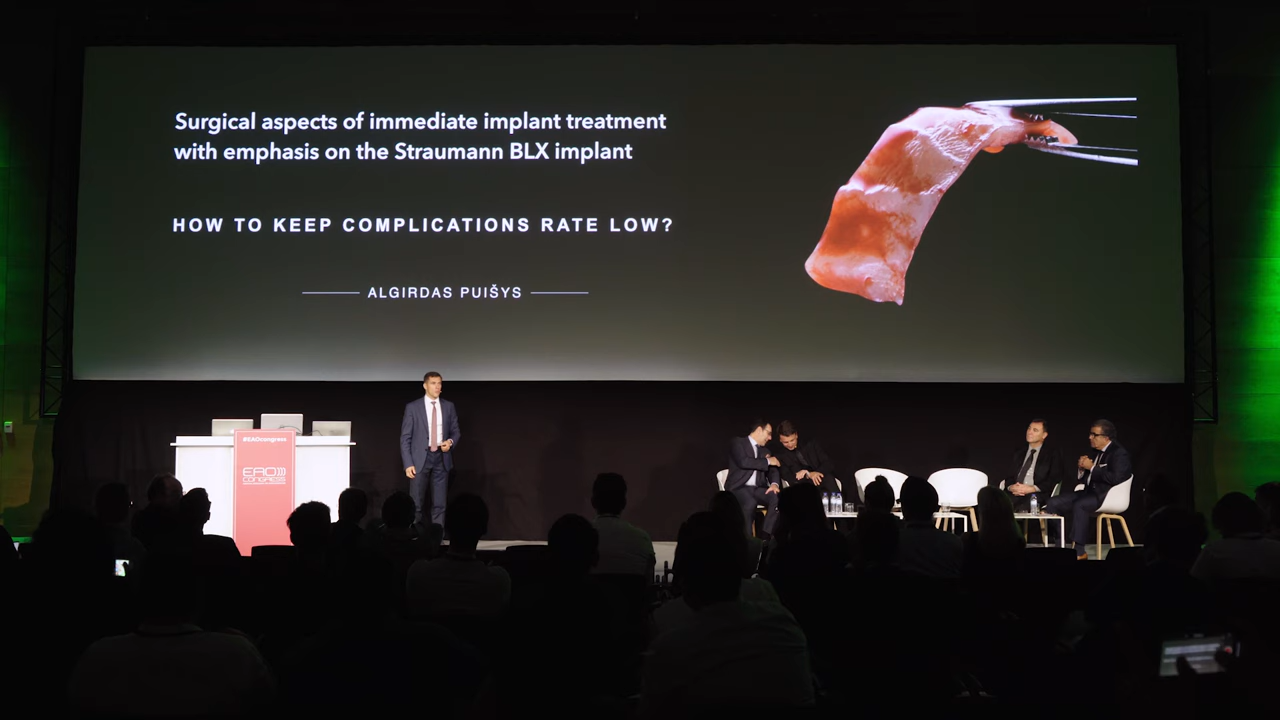 Surgical aspects of immediate implant treatment
with emphasis on the Straumann BLX implant
HOW TO KEEP COMPLICATIONS RATE LOW?
ALGIRDAS PUIŠYS
#EAOcongress
EAO
CONGRESS